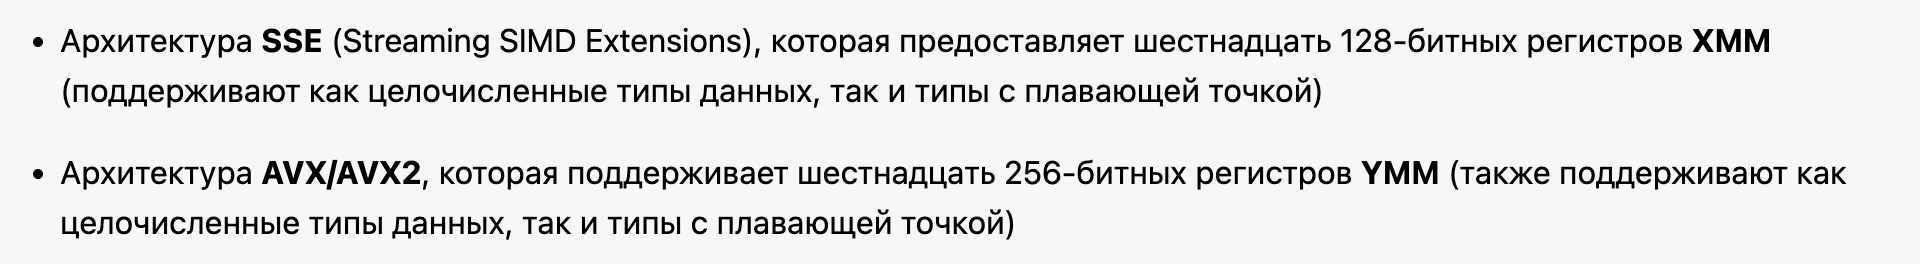 • Архитектура SSE (Streaming SIMD Extensions), которая предоставляет шестнадцать 128-битных регистров XMM
(поддерживают как целочисленные типы данных, так и типы с плавающей точкой)
• Архитектура AVX/AVX2, которая поддерживает шестнадцать 256-битных регистров YMM (также поддерживают как
целочисленные типы данных, так и типы с плавающей точкой)